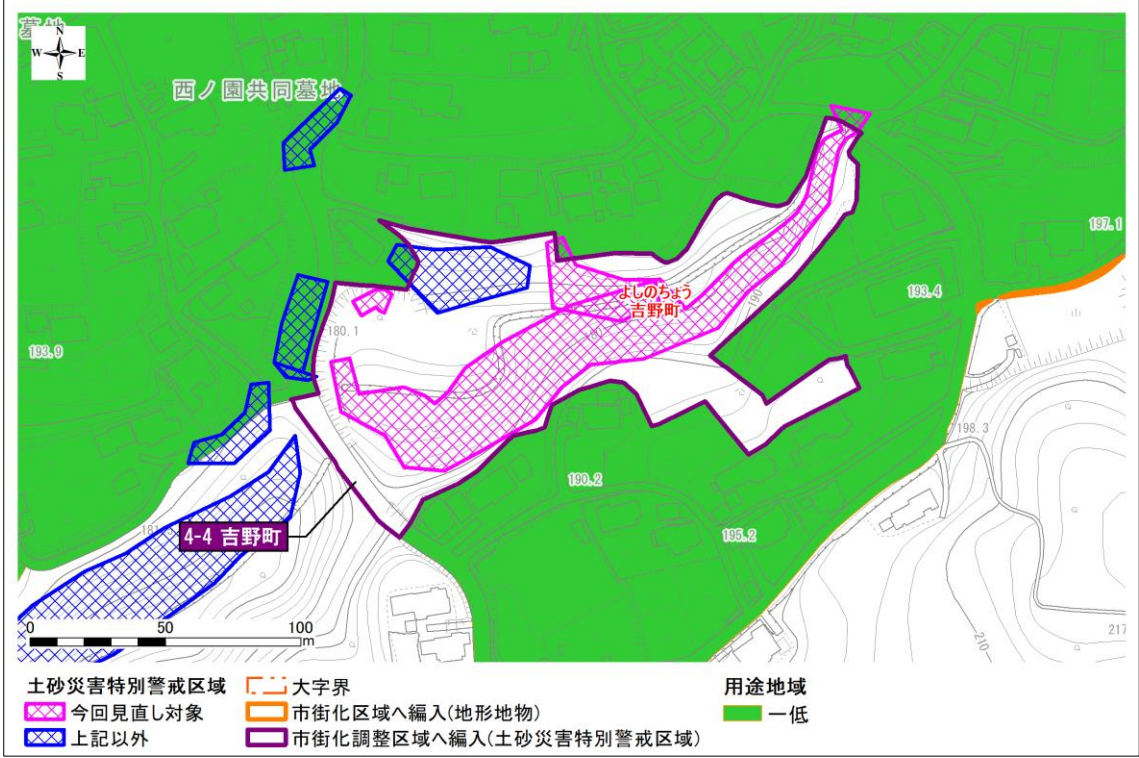 墓地
N
W E
S
西ノ園共同墓地
197.1
よしのちょう
吉野町
190
193.4
180.1
193.9
198.3
190.2
195.2
181
4-4 吉野町
210
217
0 50 100
m
土砂災害特別警戒区域
今回見直し対象
上記以外
大字界
市街化区域へ編入(地形地物)
市街化調整区域へ編入(土砂災害特別警戒区域)
用途地域
一低